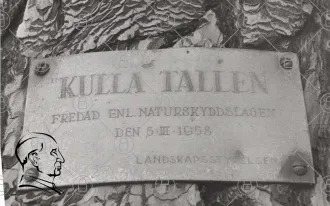 KULLA TALLEN
FREDAD ENL. NATURSKYDDSLAGEN
DEN 5-III-1958
LANDSKAPSSTYRELSEN